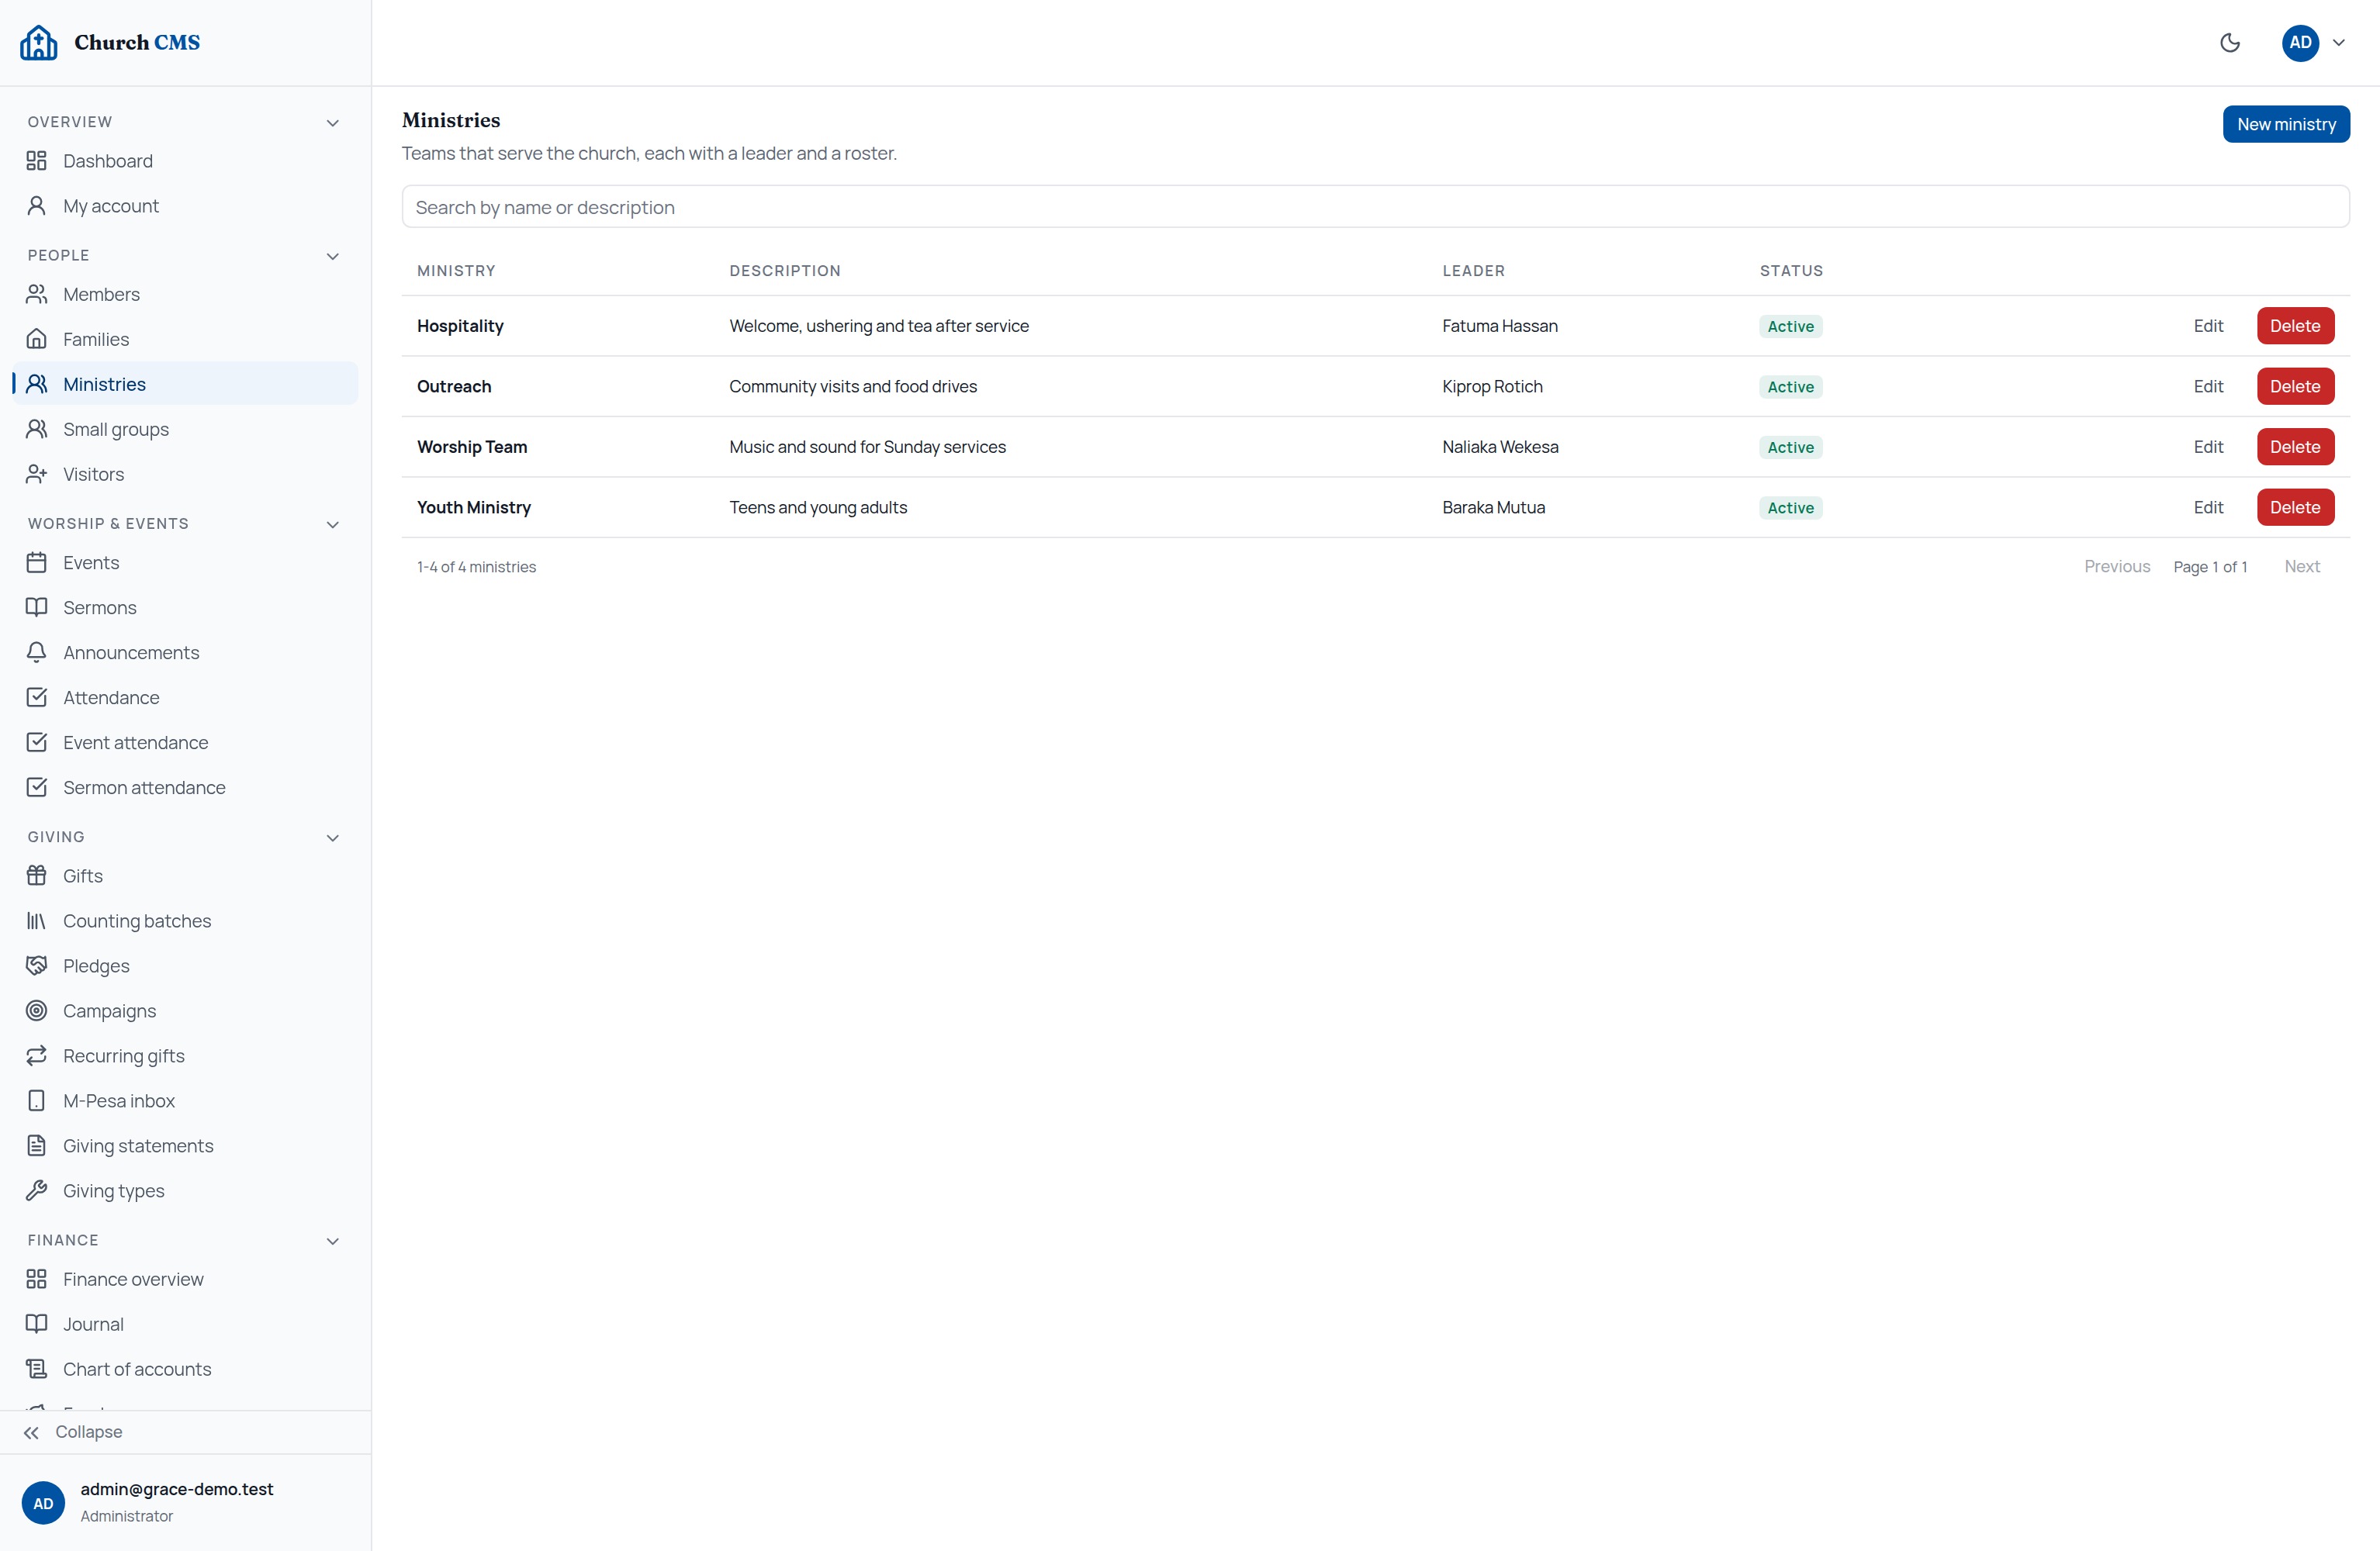 Church CMS
AD
OVERVIEW
Dashboard
My account
PEOPLE
Members
Families
Ministries
Small groups
Visitors
WORSHIP & EVENTS
Events
Sermons
Announcements
Attendance
Event attendance
Sermon attendance
GIVING
Gifts
Counting batches
Pledges
Campaigns
Recurring gifts
M-Pesa inbox
Giving statements
Giving types
FINANCE
Finance overview
Journal
Chart of accounts
Collapse
AD
admin@grace-demo.test
Administrator
Ministries
New ministry
Teams that serve the church, each with a leader and a roster.
Search by name or description
MINISTRY DESCRIPTION LEADER STATUS
Hospitality Welcome, ushering and tea after service Fatuma Hassan Active Edit Delete
Outreach Community visits and food drives Kiprop Rotich Active Edit Delete
Worship Team Music and sound for Sunday services Naliaka Wekesa Active Edit Delete
Youth Ministry Teens and young adults Baraka Mutua Active Edit Delete
1-4 of 4 ministries Previous Page 1 of 1 Next